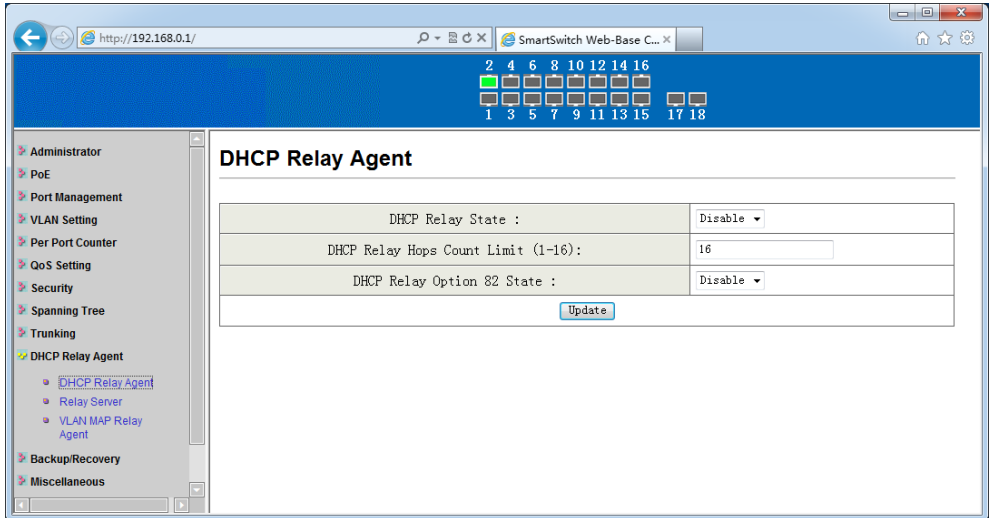 http://192.168.0.1/
SmartSwitch Web-Base C...
2 4 6 8 10 12 14 16
1 3 5 7 9 11 13 15 17 18
Administrator
PoE
Port Management
VLAN Setting
Per Port Counter
QoS Setting
Security
Spanning Tree
Trunking
DHCP Relay Agent
DHCP Relay Agent
Relay Server
VLAN MAP Relay
Agent
Backup/Recovery
Miscellaneous
DHCP Relay Agent
DHCP Relay State : Disable
DHCP Relay Hops Count Limit (1-16): 16
DHCP Relay Option 82 State : Disable
Update